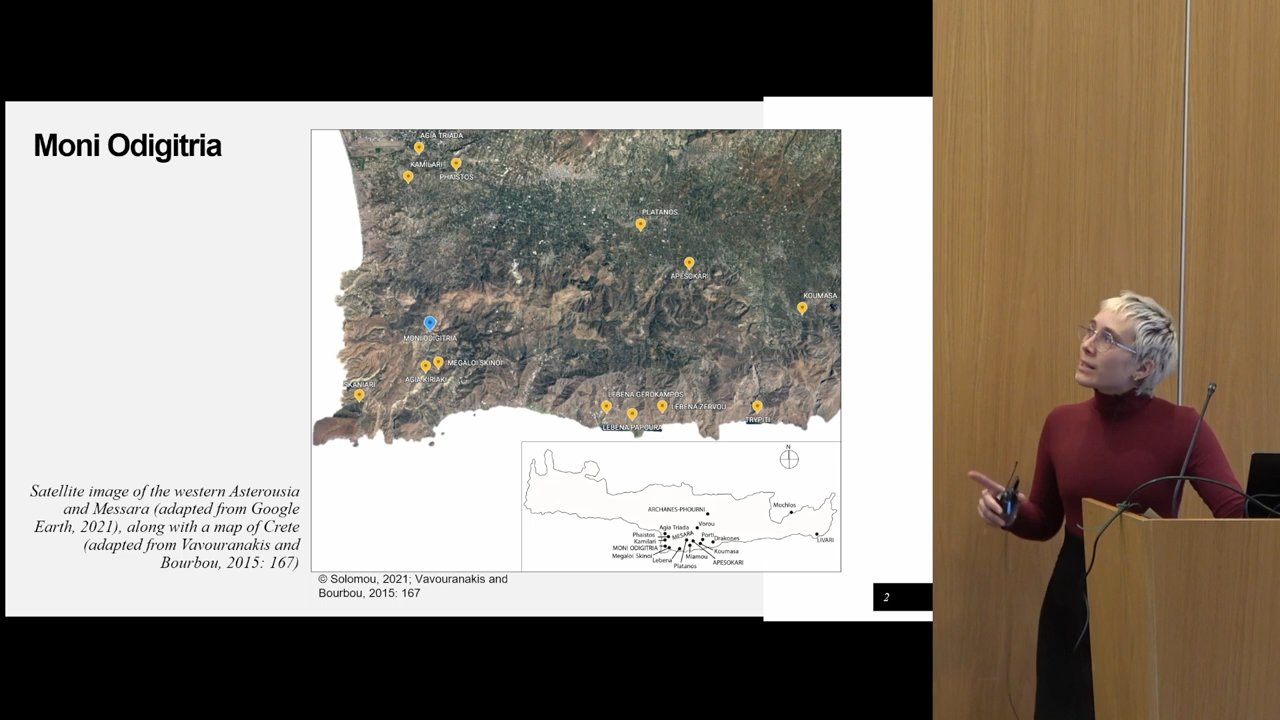 Moni Odigitria
AGIA TRIADA
KAMILARI
PHAISTOS
PLATANOS
APESOKARI
KOUMASA
MONI ODIGITRIA
MEGALOI SKINOI
AGIA KIRIAKI
SKANIARI
LEBENA GEROKAMPOS
LEBENA ZERVOU
LEBENA PAPOURA
TRYPITI
N
ARCHANES-PHOURNI
Mochlos
Agia Triada
Vorou
Phaistos
MESARA
Porti
Kamilari
Drakones
LIVARI
MONI ODIGITRIA
Koumasa
Megaloi Skinoi
Miamou
Lebena
APESOKARI
Platanos
Satellite image of the western Asterousia
and Messara (adapted from Google
Earth, 2021), along with a map of Crete
(adapted from Vavouranakis and
Bourbou, 2015: 167)
© Solomou, 2021; Vavouranakis and
Bourbou, 2015: 167
2